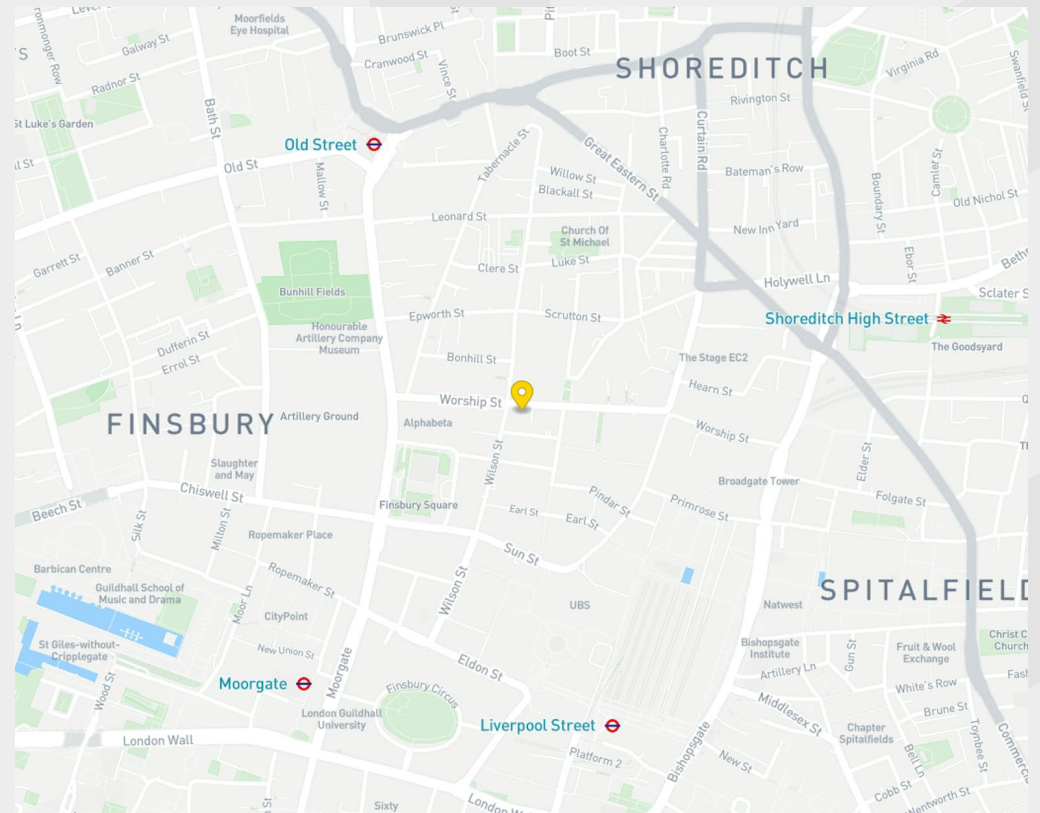 Moorfields
Eye Hospital
Brunswick Pl
Galway St
Cranwood St
Boot St
SHOREDITCH
Virginia Rd
Swanfield St
Ironmonger Row
Radnor St
Vince St
Bath St
Rivington St
St Luke's Garden
Old Street
Tabernacle St
Great Eastern St
Charlotte Rd
Curtain Rd
Old St
Mallow St
Willow St
Blackall St
Bateman's Row
Boundary St
Camlet St
Old Nichol St
Leonard St
Church Of
St Michael
New Inn Yard
Garrett St
Banner St
Clere St
Luke St
Ebor St
Holywell Ln
Sclater S
Bunhill Fields
Epworth St
Scrutton St
Shoreditch High Street
Honourable
Artillery Company
Museum
Dufferin St
Errol St
Bonhill St
The Stage EC2
The Goodsyard
Hearn St
Worship St
FINSBURY
Artillery Ground
Alphabeta
Worship St
Wilson St
Elder St
Slaughter
and May
Broadgate Tower
Chiswell St
Beech St
Silk St
Milton St
Finsbury Square
Earl St
Earl St
Pindar St
Primrose St
Folgate St
Ropemaker Place
Sun St
Barbican Centre
Guildhall School of
Music and Drama
Ropemaker St
Moor Ln
Wilson St
SPITALFIELD
CityPoint
UBS
Natwest
St Giles-without-
Cripplegate
New Union St
Bishopsgate
Institute
Gun St
Fruit & Wool
Exchange
Christ C
Church
Artillery Ln
Moorgate
Moorgate
Eldon St
Wood St
Finsbury Circus
White's Row
Fash
Brune St
London Guildhall
University
Liverpool Street
Middlesex St
Chapter
Spitalfields
Toynbee St
Commerc
London Wall
Platform 2
Bishopsgate
New St
Bell Ln
Cobb St
Wentworth St
Sixty
London W